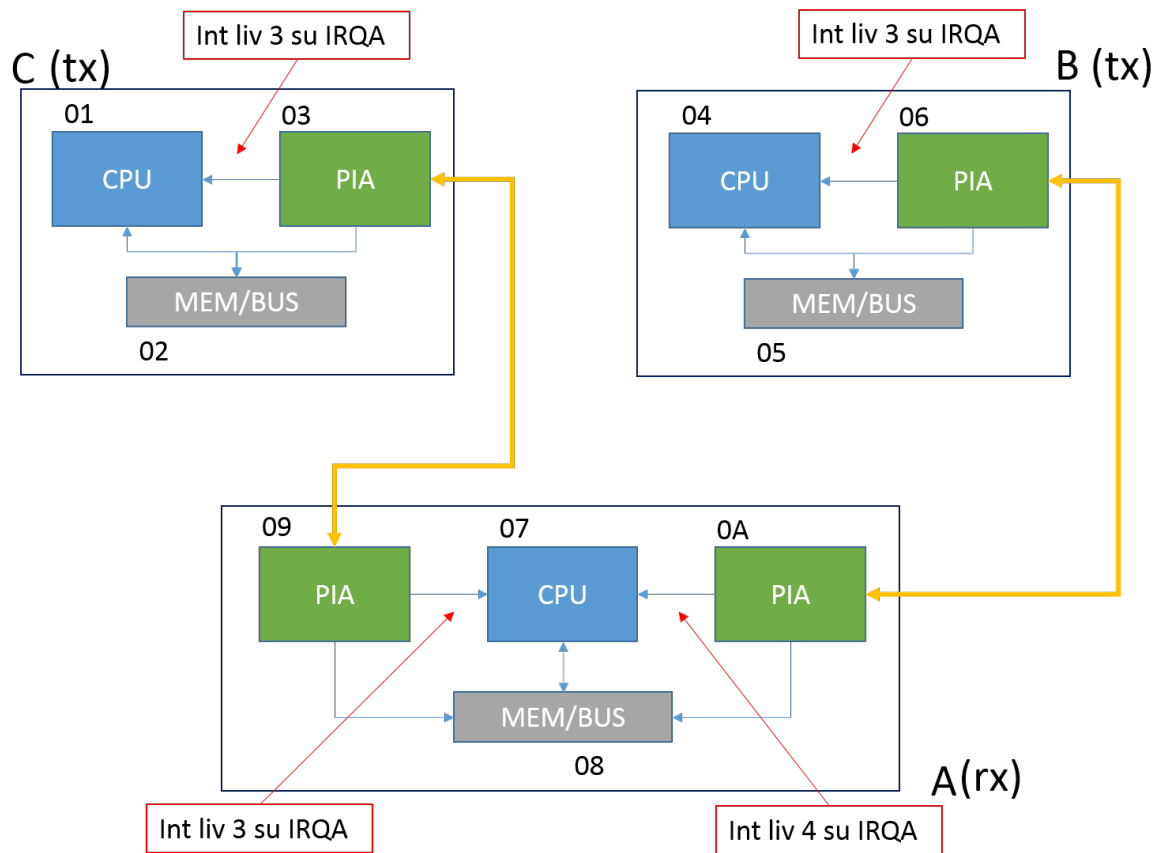 Int liv 3 su IRQA
Int liv 3 su IRQA
C (tx)
B (tx)
01
03
04
06
CPU
PIA
CPU
PIA
MEM/BUS
MEM/BUS
02
05
09
07
0A
PIA
CPU
PIA
MEM/BUS
08
A(rx)
Int liv 3 su IRQA
Int liv 4 su IRQA